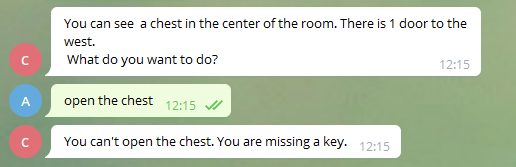 You can see  a chest in the center of the room. There is 1 door to the
west.
 What do you want to do?
12:15
C
open the chest 12:15
A
You can't open the chest. You are missing a key. 12:15
C